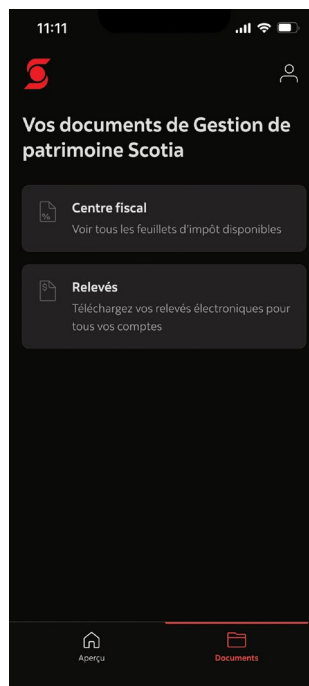 11:11
Vos documents de Gestion de
patrimoine Scotia
Centre fiscal
Voir tous les feuillets d'impôt disponibles
Relevés
Téléchargez vos relevés électroniques pour
tous vos comptes
Aperçu
Documents